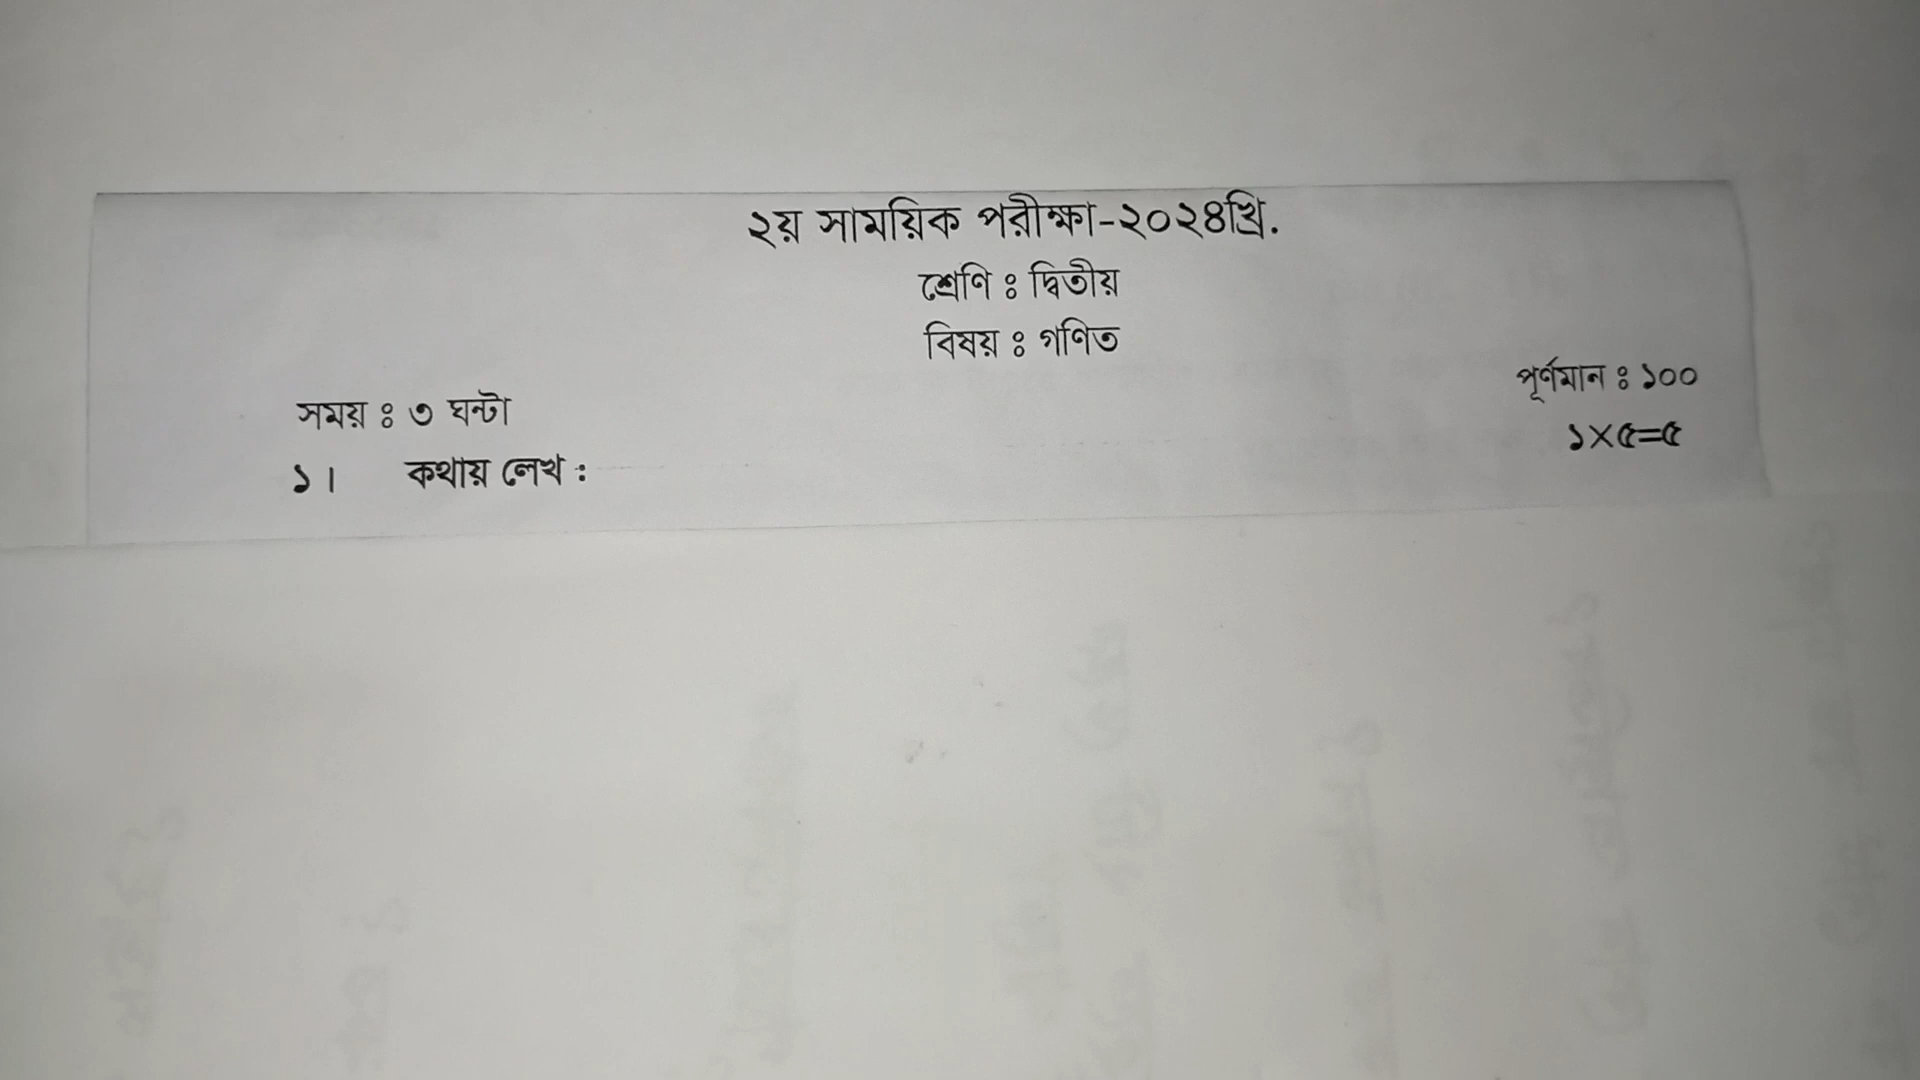 ২য় সাময়িক পরীক্ষা-২০২৪খ্রি.
শ্রেণি ঃ দ্বিতীয়
বিষয় ঃ গণিত
পূর্ণমান ঃ ১০০
সময় ঃ ৩ ঘন্টা
১×৫=৫
১। কথায় লেখ :